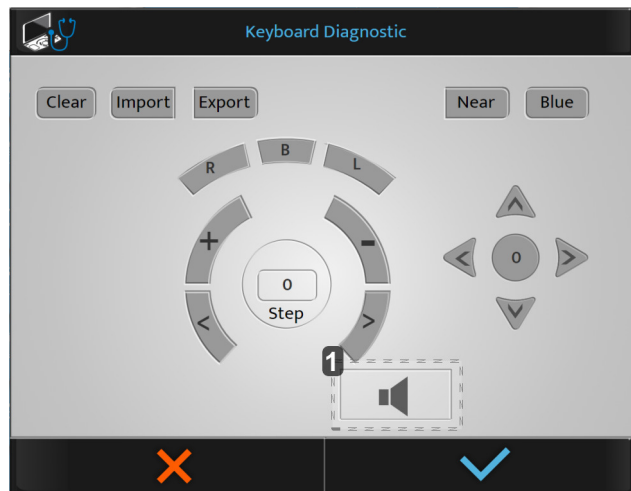 Keyboard Diagnostic
Clear Import Export Near Blue
R B L
+ -
0
0
Step
< >
1